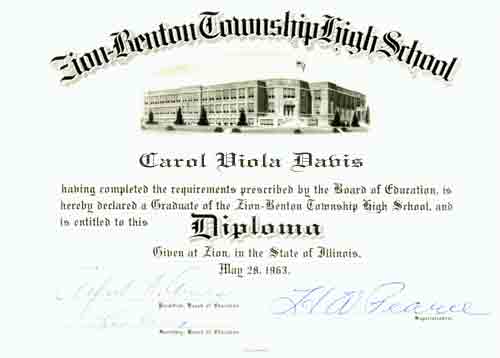 Zion-Benton Township High School
Carol Viola Davis
having completed the requirements prescribed by the Board of Education, is
hereby declared a Graduate of the Zion-Benton Township High School, and
is entitled to this Diploma
Given at Zion, in the State of Illinois,
May 28, 1963.
President, Board of Education
H W Pearce
Superintendent
Secretary, Board of Education